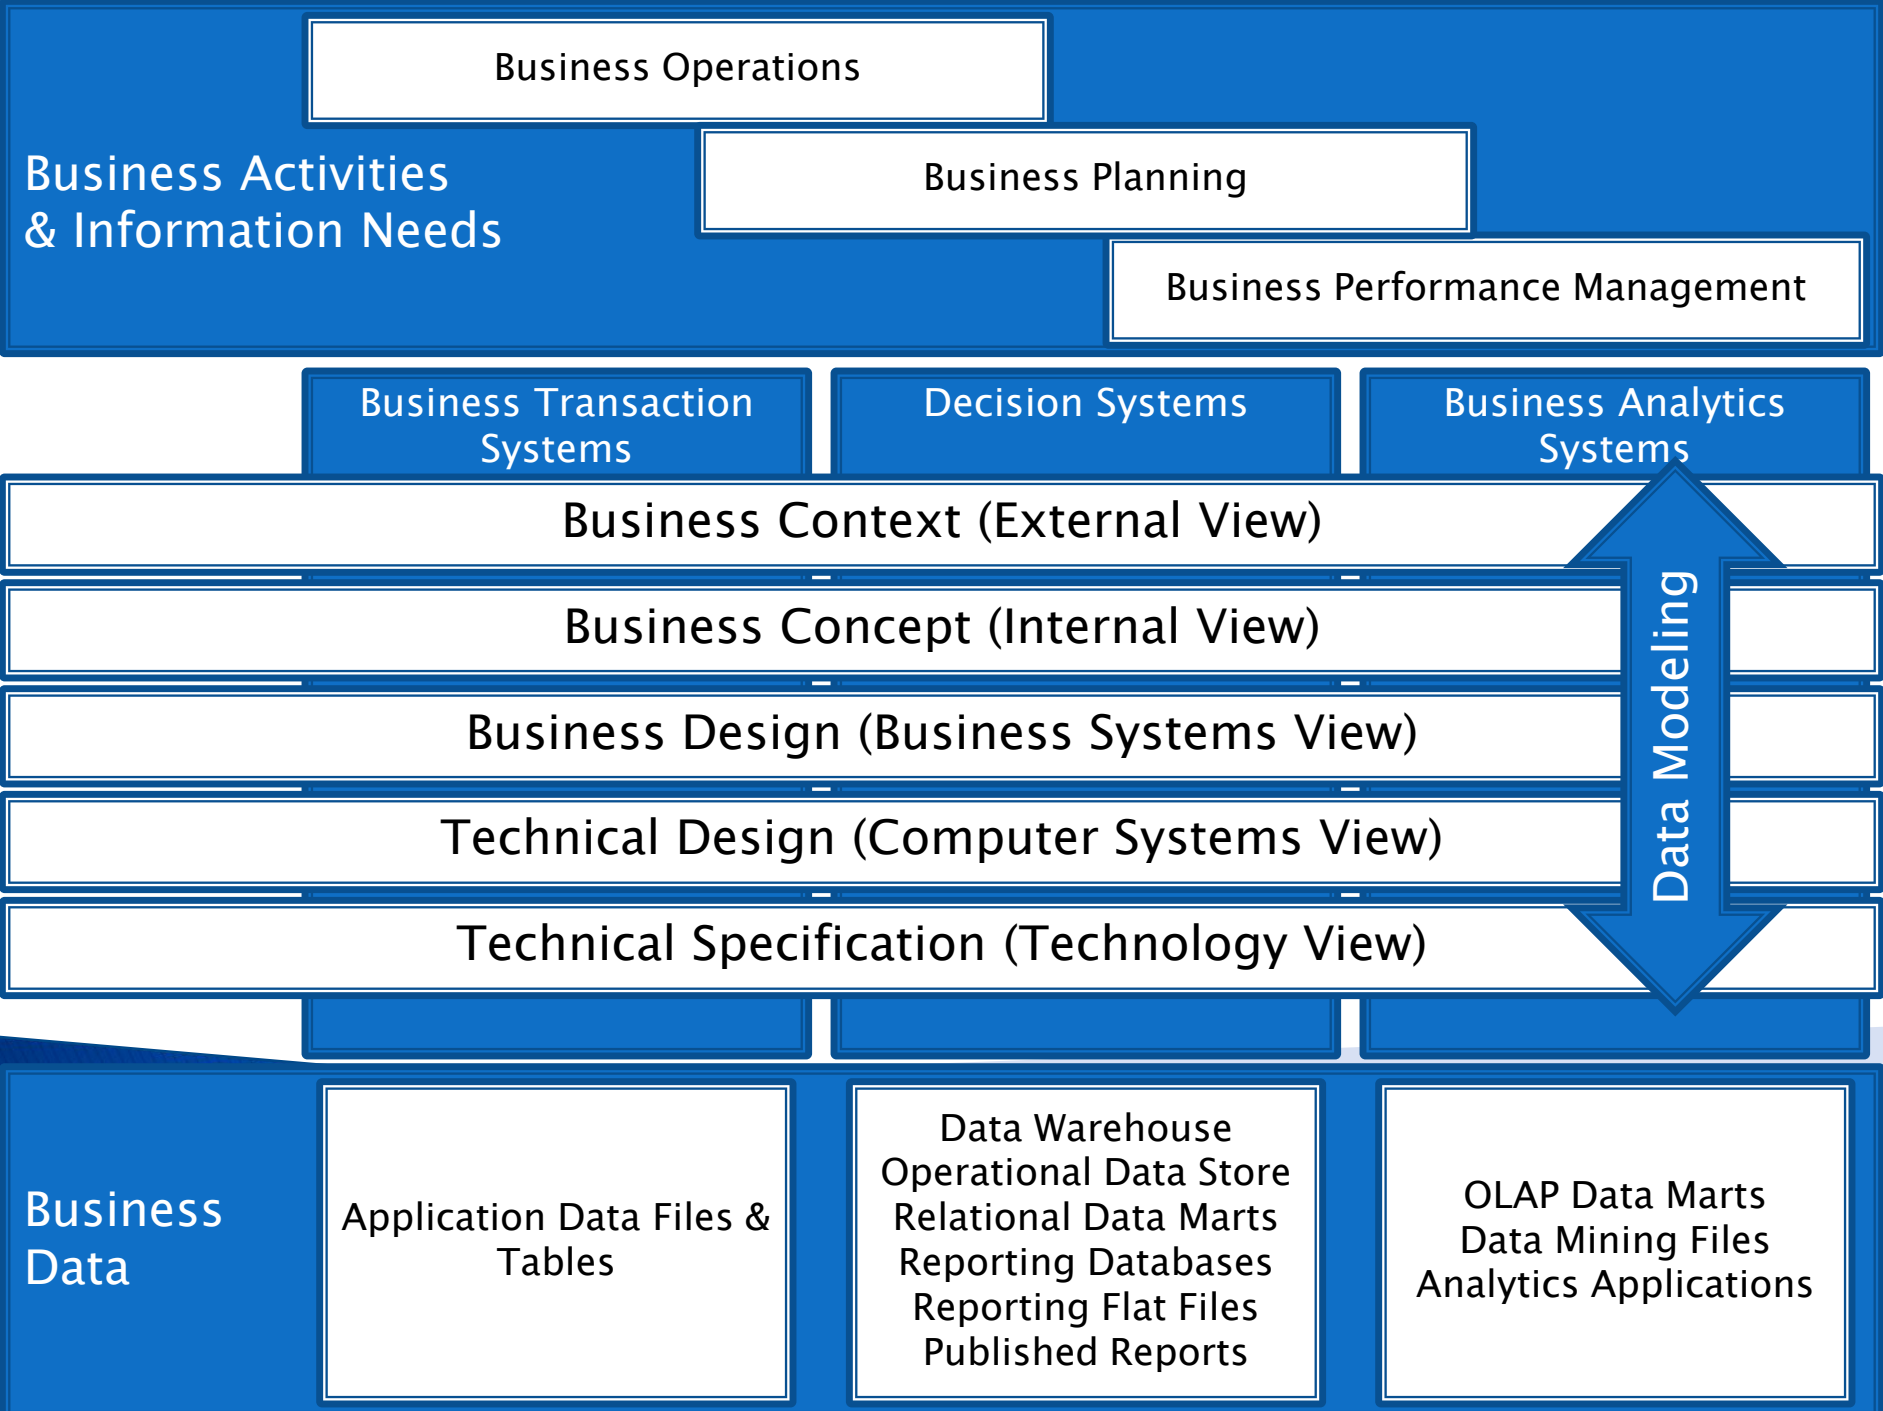 Business Operations
Business Activities
& Information Needs
Business Planning
Business Performance Management
Business Transaction
Systems
Decision Systems
Business Analytics
Systems
Business Context (External View)
Business Concept (Internal View)
Business Design (Business Systems View)
Technical Design (Computer Systems View)
Technical Specification (Technology View)
Data Modeling
Business
Data
Application Data Files &
Tables
Data Warehouse
Operational Data Store
Relational Data Marts
Reporting Databases
Reporting Flat Files
Published Reports
OLAP Data Marts
Data Mining Files
Analytics Applications